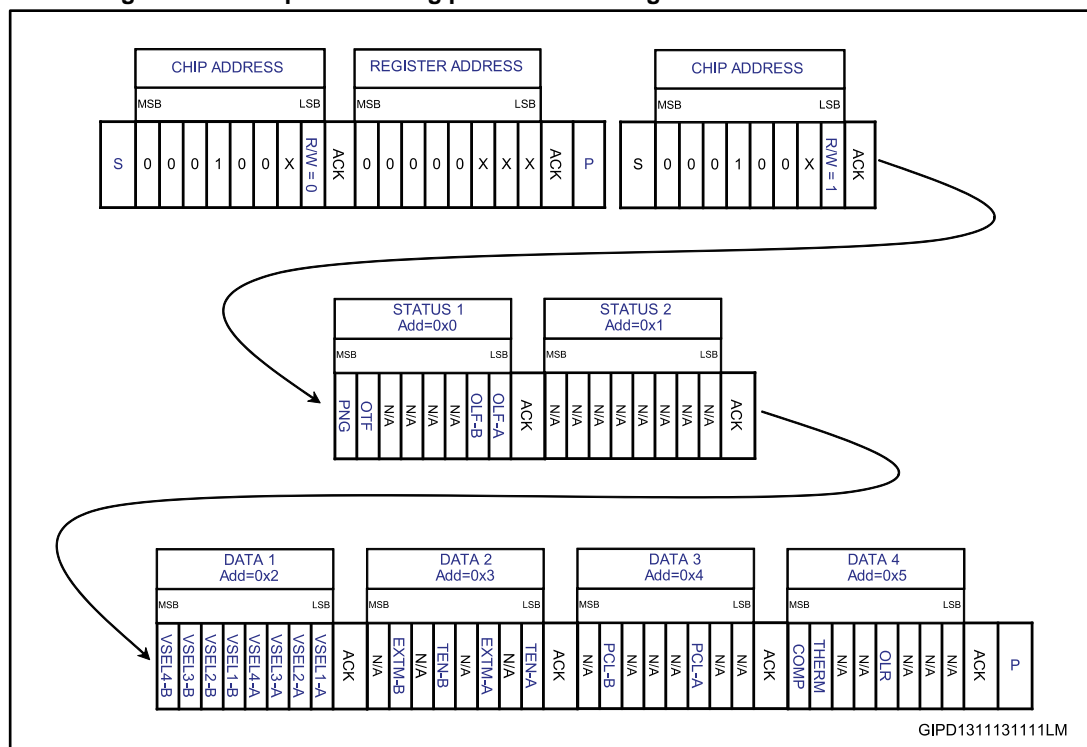 CHIP ADDRESS REGISTER ADDRESS CHIP ADDRESS
MSB LSB MSB LSB MSB LSB
S 0 0 0 1 0 0 X R/W = 0 ACK 0 0 0 0 0 X X X ACK P S 0 0 0 1 0 0 X R/W = 1 ACK
STATUS 1 STATUS 2
Add=0x0 Add=0x1
MSB LSB MSB LSB
PNG OTF N/A N/A N/A N/A OLF-B OLF-A ACK N/A N/A N/A N/A N/A N/A N/A N/A ACK
DATA 1 DATA 2 DATA 3 DATA 4
Add=0x2 Add=0x3 Add=0x4 Add=0x5
MSB LSB MSB LSB MSB LSB MSB LSB
VSEL4-B VSEL3-B VSEL2-B VSEL1-B VSEL4-A VSEL3-A VSEL2-A VSEL1-A ACK N/A EXTM-B N/A TEN-B N/A EXTM-A N/A TEN-A ACK N/A PCL-B N/A N/A N/A PCL-A N/A N/A ACK COMP THERM N/A N/A OLR N/A N/A N/A ACK P
GIPD1311131111LM